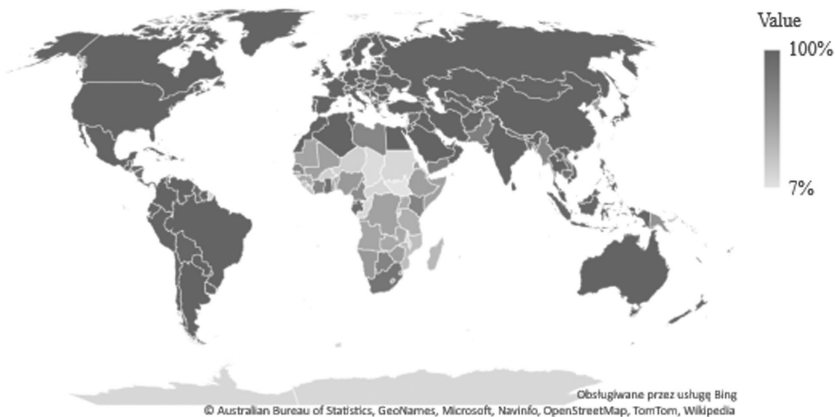 Value
100%
7%
Obsługiwane przez usługę Bing
© Australian Bureau of Statistics, GeoNames, Microsoft, Navinfo, OpenStreetMap, TomTom, Wikipedia